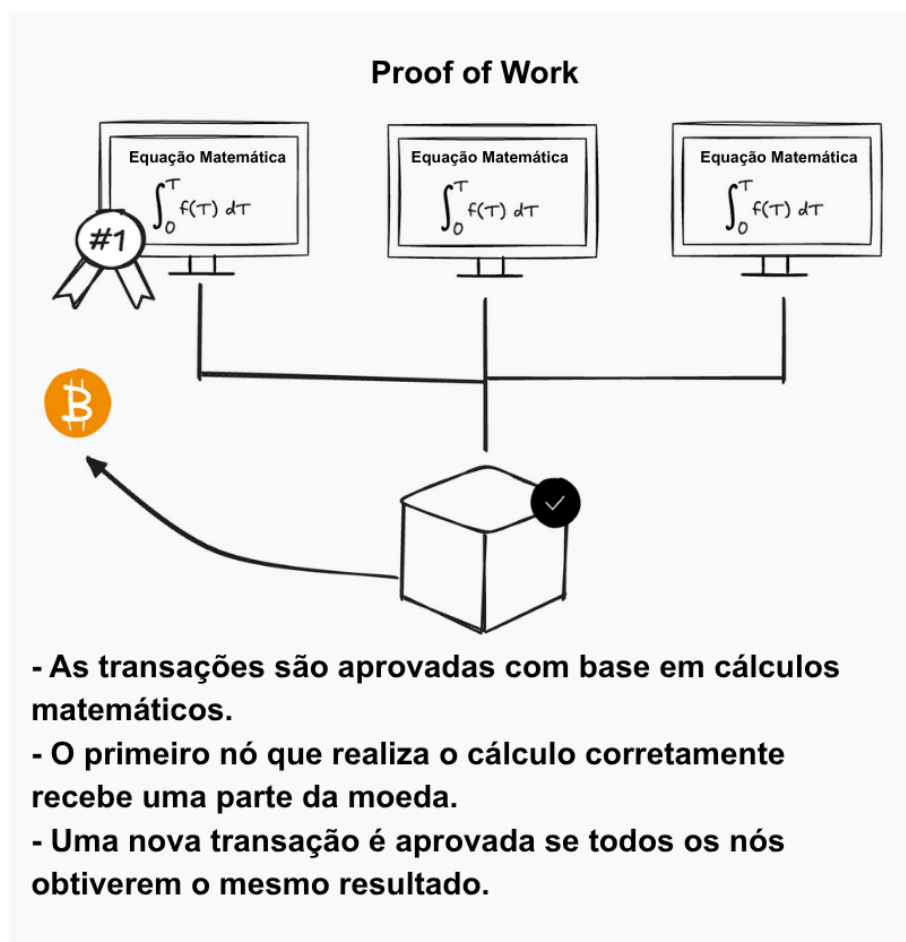 Proof of Work
Equação Matemática
Equação Matemática
Equação Matemática
∫₀ᵀ f(T) dT
∫₀ᵀ f(T) dT
∫₀ᵀ f(T) dT
#1
₿
- As transações são aprovadas com base em cálculos
matemáticos.
- O primeiro nó que realiza o cálculo corretamente
recebe uma parte da moeda.
- Uma nova transação é aprovada se todos os nós
obtiverem o mesmo resultado.